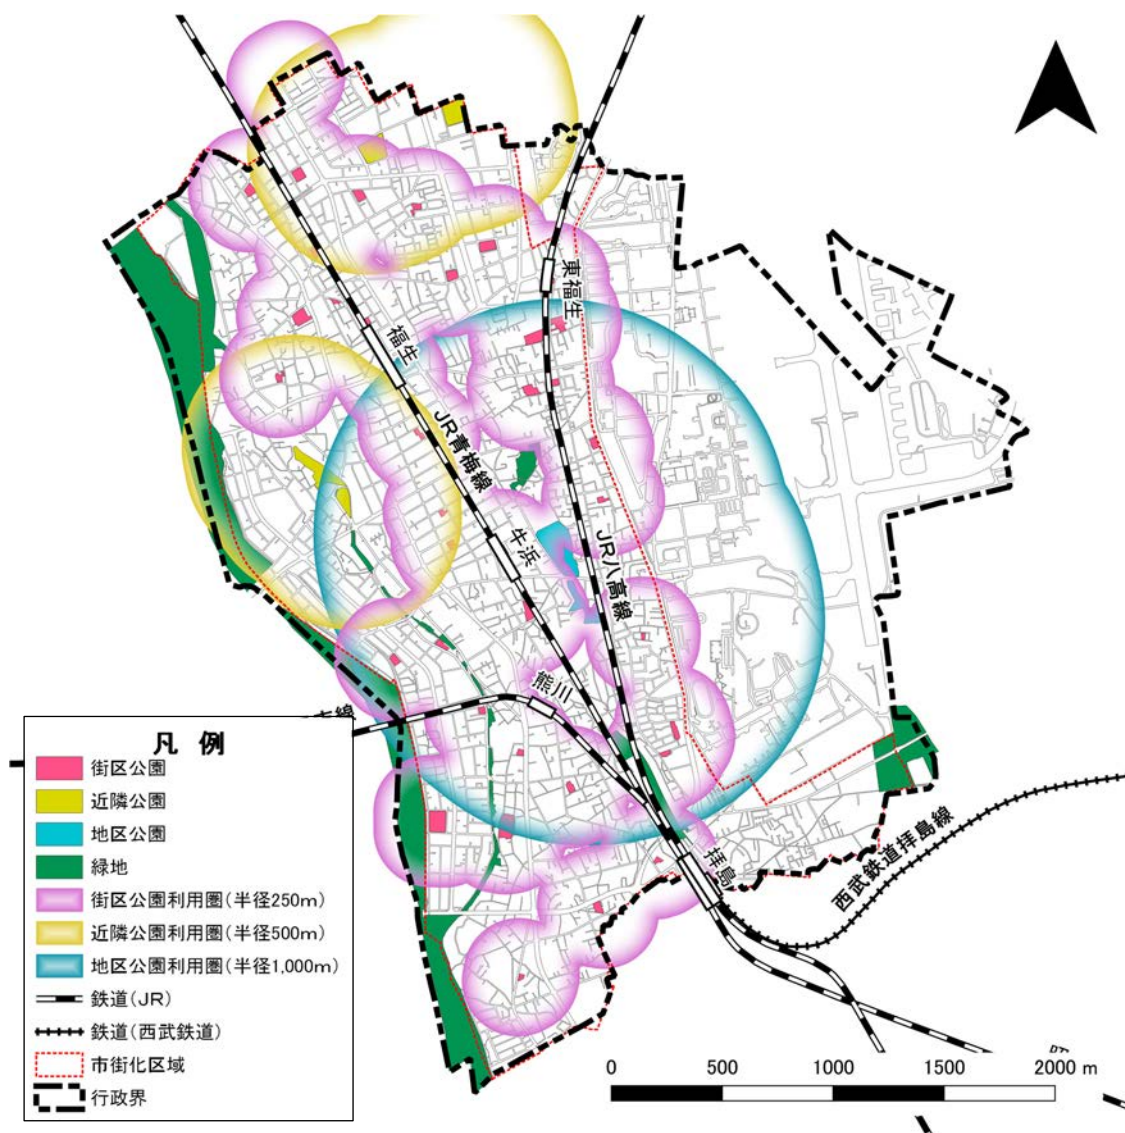 東福生
福生
JR青梅線
牛浜
JR八高線
熊川
拝島
西武鉄道拝島線
凡 例
街区公園
近隣公園
地区公園
緑地
街区公園利用圏(半径250m)
近隣公園利用圏(半径500m)
地区公園利用圏(半径1,000m)
鉄道(JR)
鉄道(西武鉄道)
市街化区域
行政界
0 500 1000 1500 2000 m